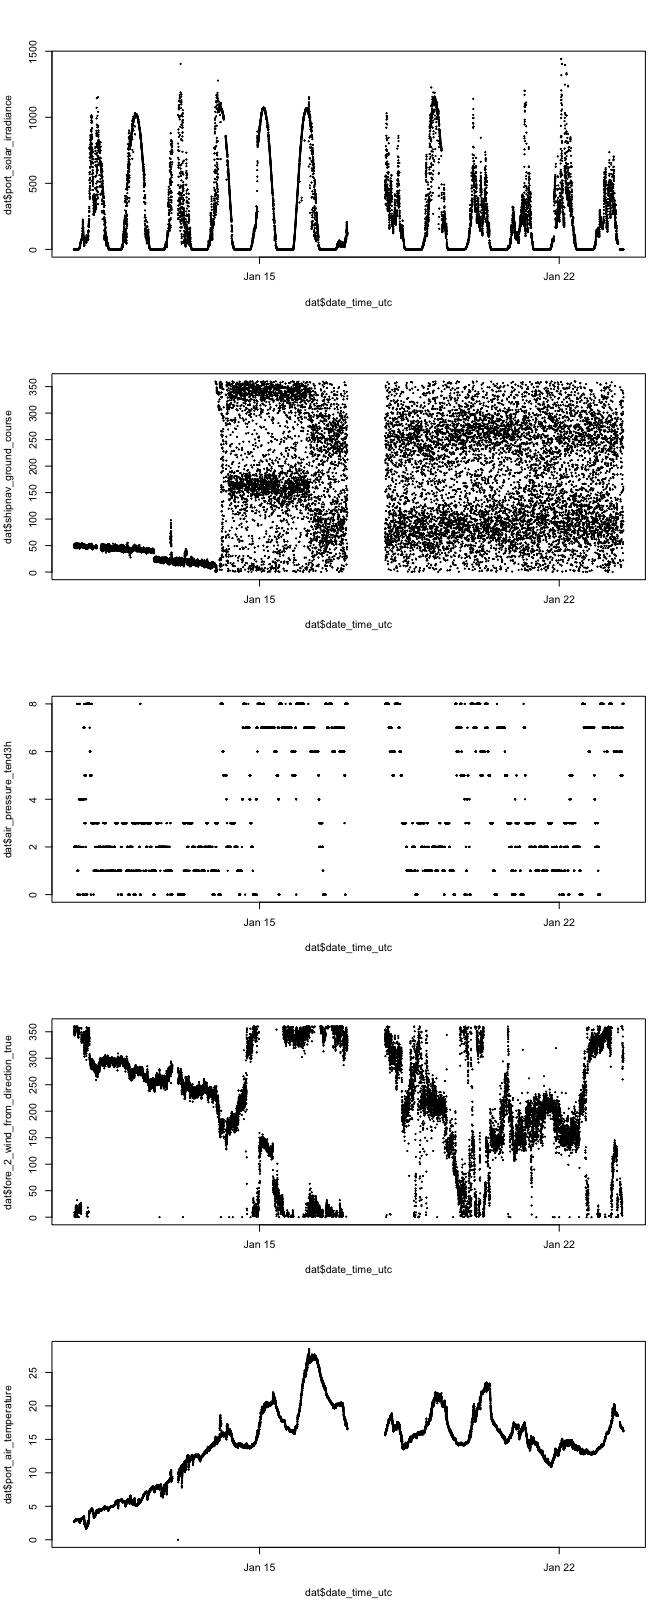 dat$port_solar_irradiance
0 500 1000 1500
Jan 15 Jan 22
dat$date_time_utc
dat$shipnav_ground_course
0 50 100 150 200 250 300 350
Jan 15 Jan 22
dat$date_time_utc
dat$air_pressure_tend3h
0 2 4 6 8
Jan 15 Jan 22
dat$date_time_utc
dat$fore_2_wind_from_direction_true
0 50 100 150 200 250 300 350
Jan 15 Jan 22
dat$date_time_utc
dat$port_air_temperature
0 5 10 15 20 25
Jan 15 Jan 22
dat$date_time_utc